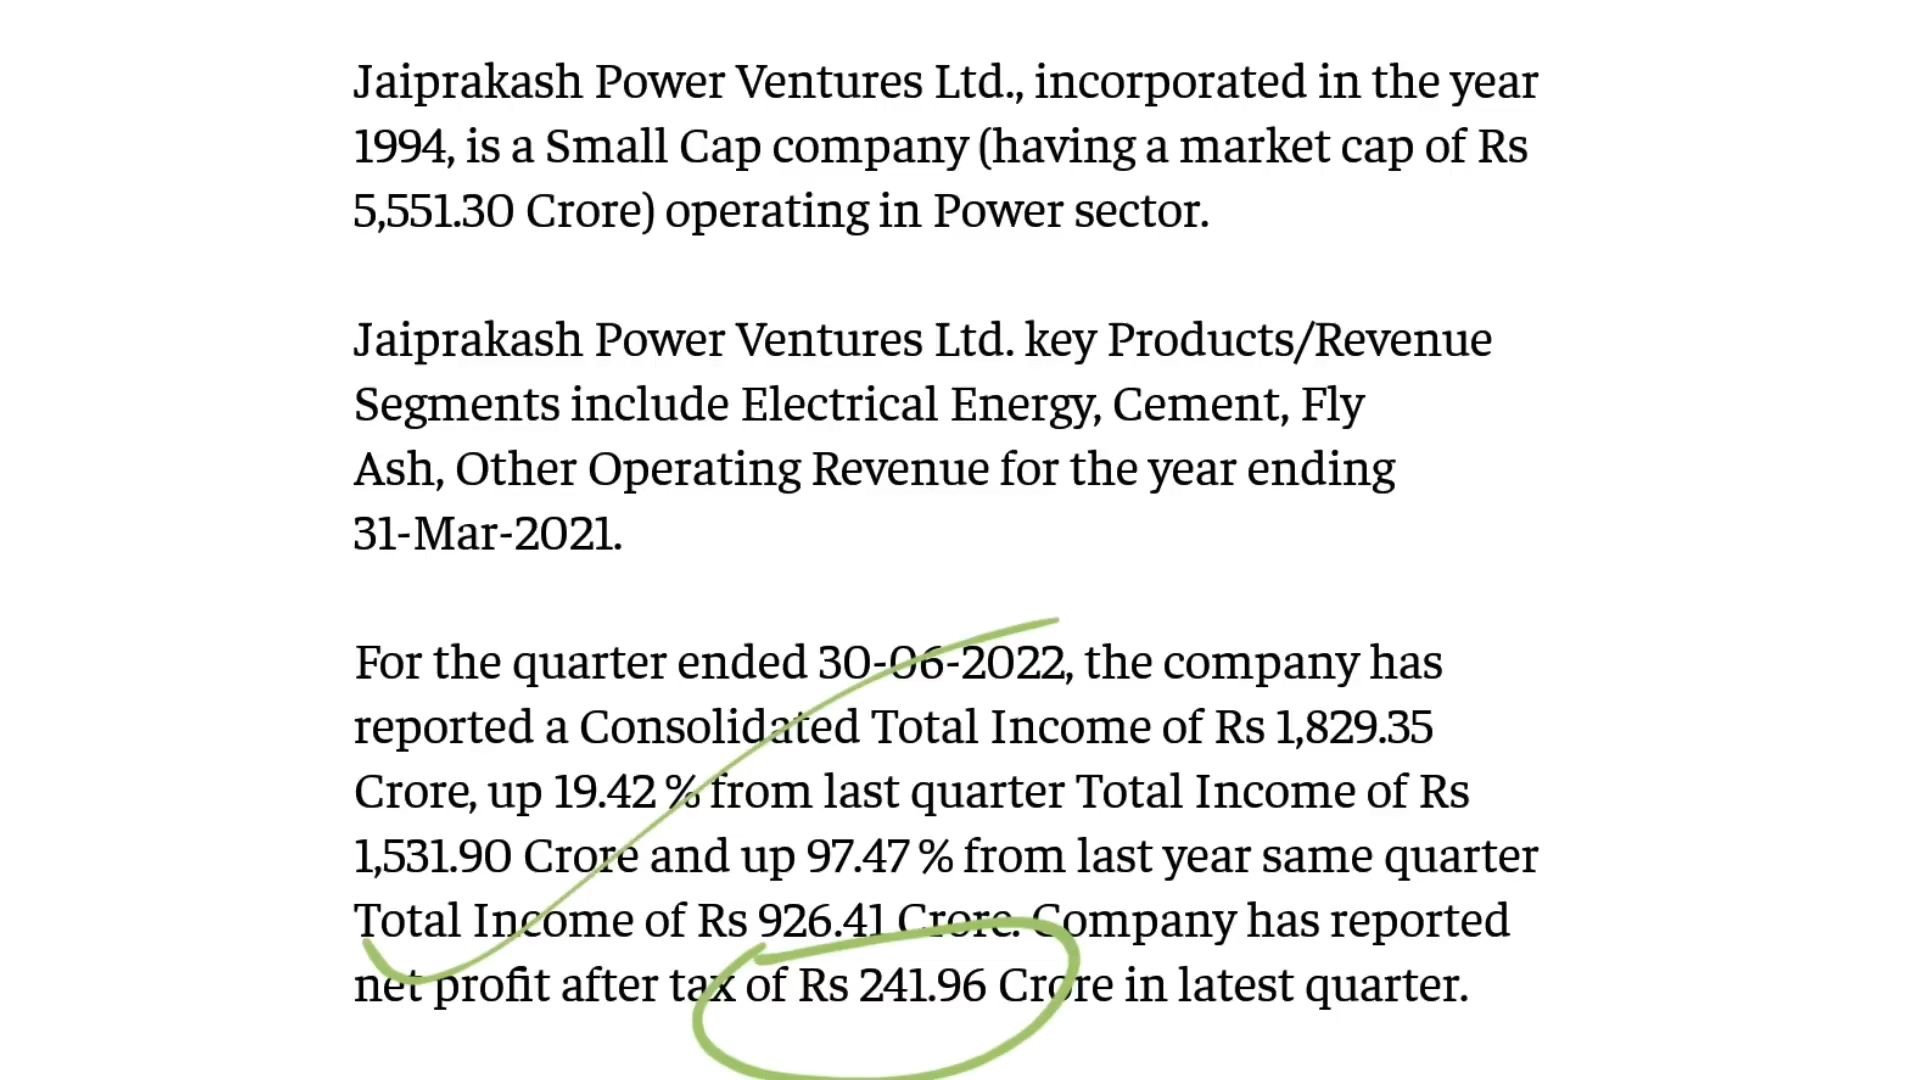 Jaiprakash Power Ventures Ltd., incorporated in the year
1994, is a Small Cap company (having a market cap of Rs
5,551.30 Crore) operating in Power sector.
Jaiprakash Power Ventures Ltd. key Products/Revenue
Segments include Electrical Energy, Cement, Fly
Ash, Other Operating Revenue for the year ending
31-Mar-2021.
For the quarter ended 30-06-2022, the company has
reported a Consolidated Total Income of Rs 1,829.35
Crore, up 19.42 % from last quarter Total Income of Rs
1,531.90 Crore and up 97.47 % from last year same quarter
Total Income of Rs 926.41 Crore. Company has reported
net profit after tax of Rs 241.96 Crore in latest quarter.